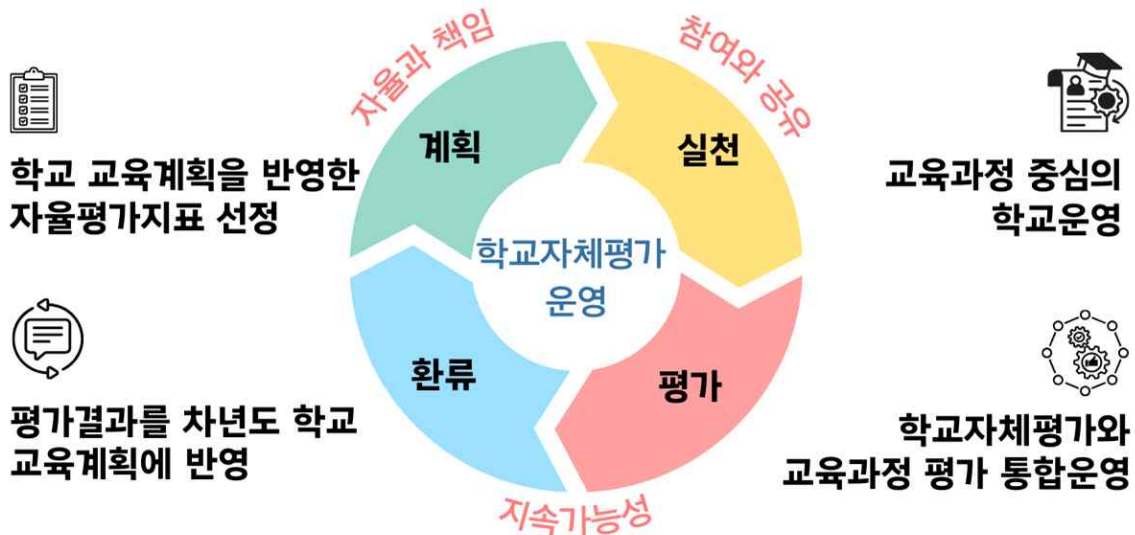 자율과 책임
참여와 공유
계획
실천
학교 교육계획을 반영한
자율평가지표 선정
교육과정 중심의
학교운영
학교자체평가
운영
환류
평가
평가결과를 차년도 학교
교육계획에 반영
학교자체평가와
교육과정 평가 통합운영
지속가능성